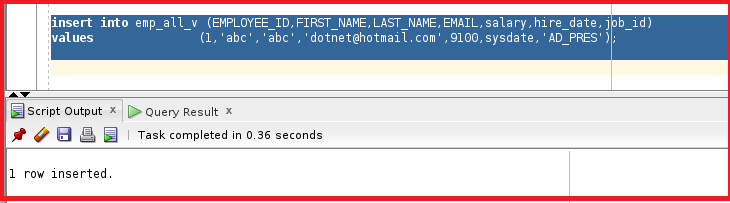 insert into emp_all_v (EMPLOYEE_ID,FIRST_NAME,LAST_NAME,EMAIL,salary,hire_date,job_id)
values (1,'abc','abc','dotnet@hotmail.com',9100,sysdate,'AD_PRES');
Script Output x Query Result x
Task completed in 0.36 seconds
1 row inserted.